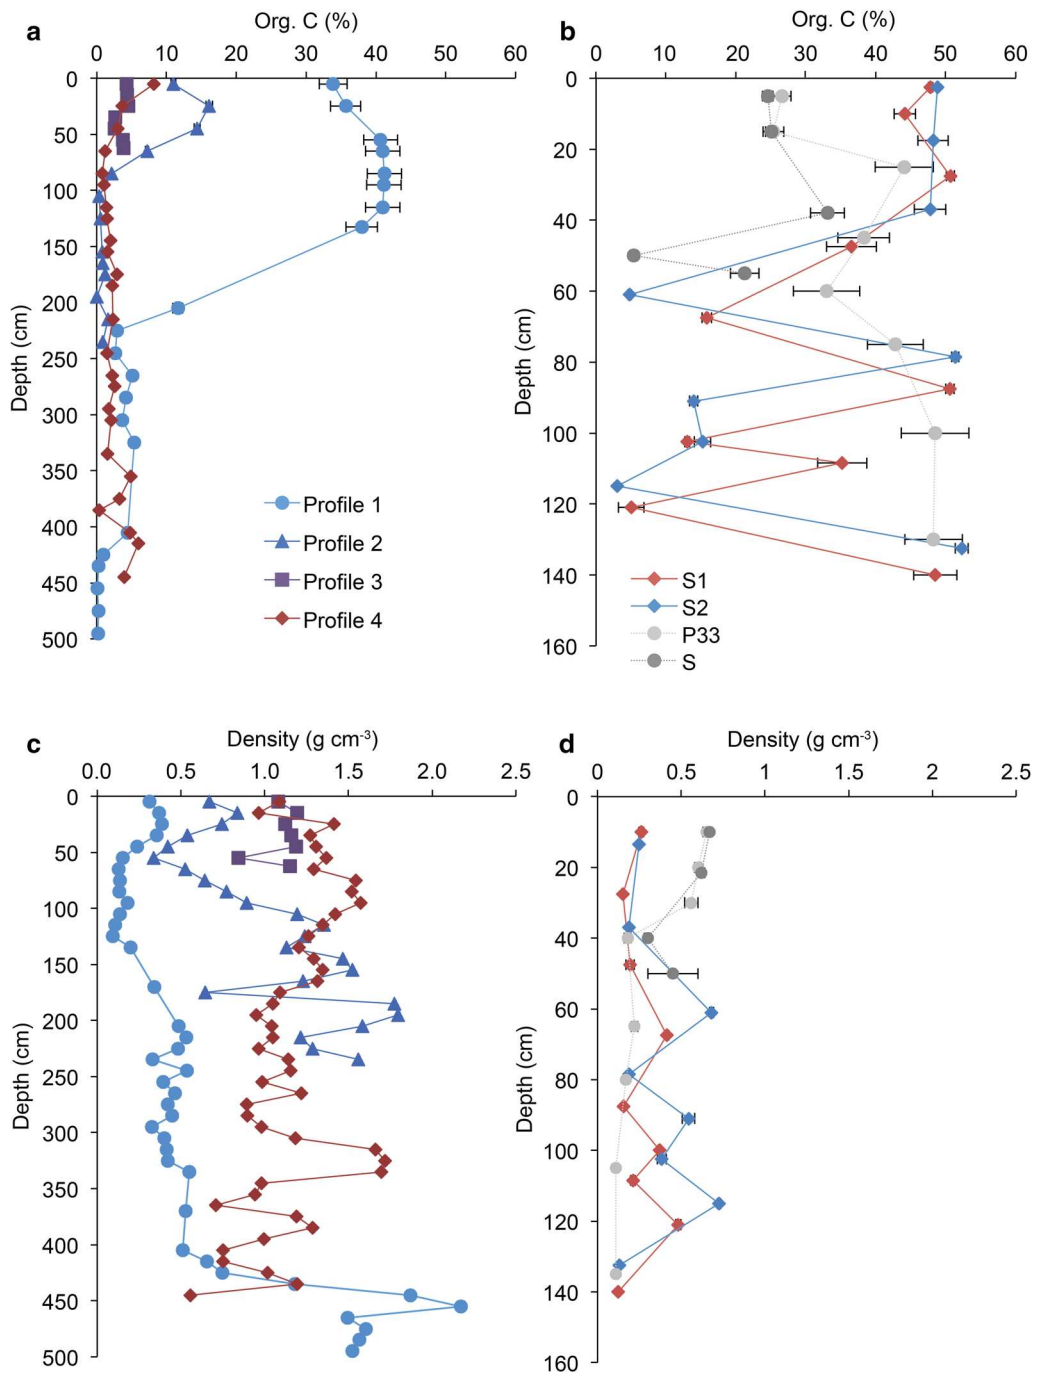 a
Org. C (%)
0 10 20 30 40 50 60
0
50
100
150
200
250
300
350
400
450
500
Depth (cm)
Profile 1
Profile 2
Profile 3
Profile 4
b
Org. C (%)
0 10 20 30 40 50 60
0
20
40
60
80
100
120
140
160
Depth (cm)
S1
S2
P33
S
c
Density (g cm-3)
0.0 0.5 1.0 1.5 2.0 2.5
0
50
100
150
200
250
300
350
400
450
500
Depth (cm)
d
Density (g cm-3)
0 0.5 1 1.5 2 2.5
0
20
40
60
80
100
120
140
160
Depth (cm)